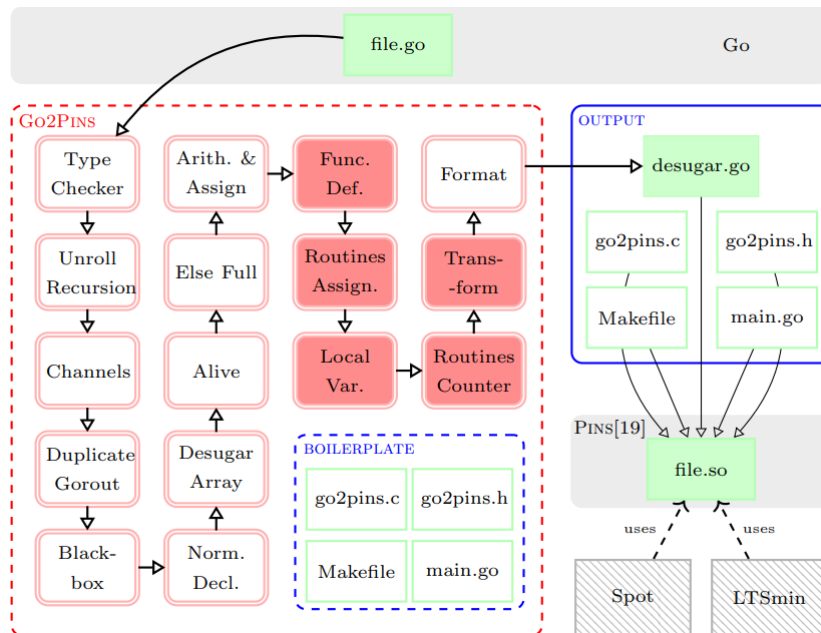 file.go
Go
Go2Pins
OUTPUT
Type
Checker
Arith. &
Assign
Func.
Def.
Format
desugar.go
Unroll
Recursion
Else Full
Routines
Assign.
Trans-
-form
go2pins.c
go2pins.h
Channels
Alive
Local
Var.
Routines
Counter
Makefile
main.go
Duplicate
Gorout
Desugar
Array
BOILERPLATE
go2pins.c
go2pins.h
Pins[19]
file.so
Black-
box
Norm.
Decl.
Makefile
main.go
uses
uses
Spot
LTSmin